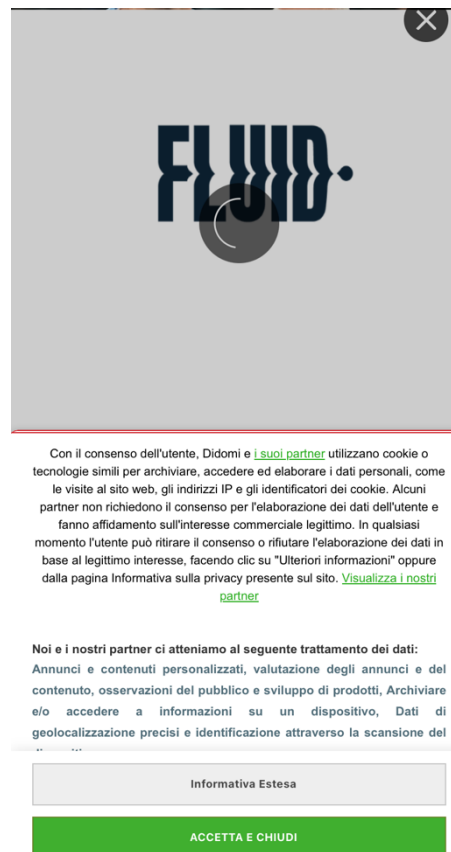 FLUID
Con il consenso dell'utente, Didomi e i suoi partner utilizzano cookie o
tecnologie simili per archiviare, accedere ed elaborare i dati personali, come
le visite al sito web, gli indirizzi IP e gli identificatori dei cookie. Alcuni
partner non richiedono il consenso per l'elaborazione dei dati dell'utente e
fanno affidamento sull'interesse commerciale legittimo. In qualsiasi
momento l'utente può ritirare il consenso o rifiutare l'elaborazione dei dati in
base al legittimo interesse, facendo clic su "Ulteriori informazioni" oppure
dalla pagina Informativa sulla privacy presente sul sito. Visualizza i nostri
partner
Noi e i nostri partner ci atteniamo al seguente trattamento dei dati:
Annunci e contenuti personalizzati, valutazione degli annunci e del
contenuto, osservazioni del pubblico e sviluppo di prodotti, Archiviare
e/o accedere a informazioni su un dispositivo, Dati di
geolocalizzazione precisi e identificazione attraverso la scansione del
Informativa Estesa
ACCETTA E CHIUDI